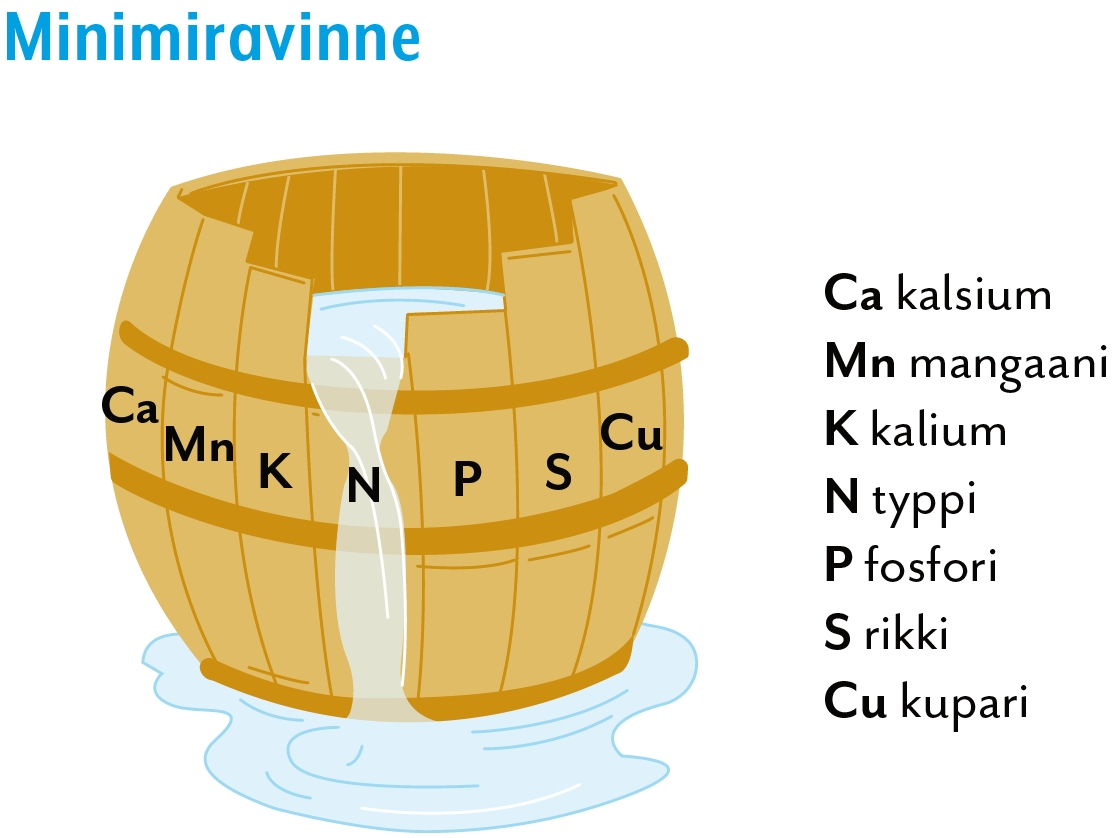 Minimiravinne
Ca
Mn
K
N
P
S
Cu
Ca kalsium
Mn mangaani
K kalium
N typpi
P fosfori
S rikki
Cu kupari